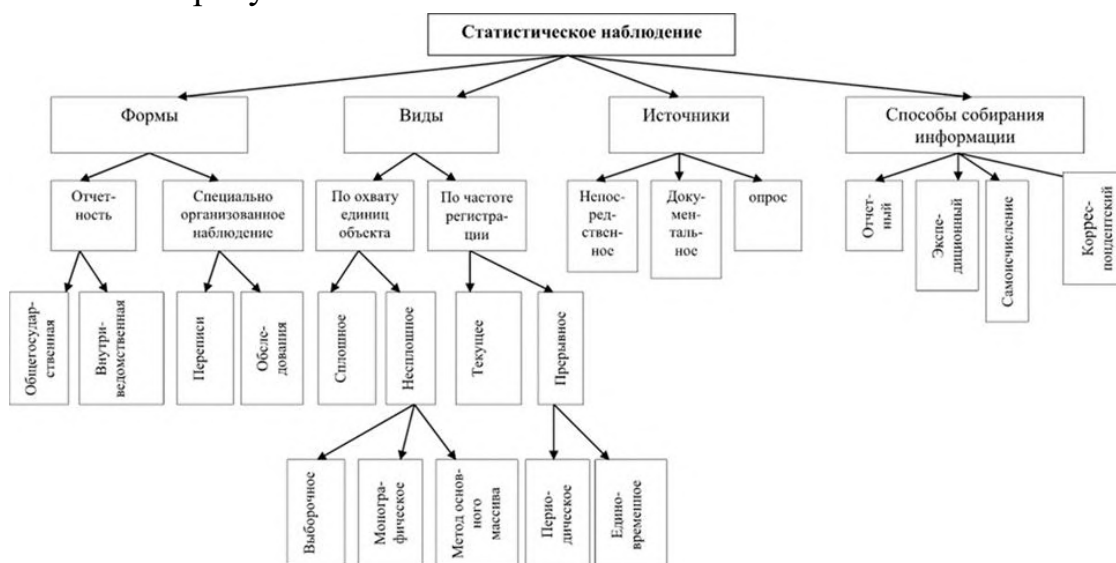 Статистическое наблюдение
Формы
Виды
Источники
Способы собирания
информации
Отчет-
ность
Специально
организованное
наблюдение
По охвату
единиц
объекта
По частоте
регистра-
ции
Непос-
ред-
ствен-
ное
Доку-
мен-
таль-
ное
опрос
Отчет-
ный
Экспе-
диционный
Самоисчисление
Коррес-
пондентский
Общегосудар-
ственная
Внутри-
ведомственная
Переписи
Обсле-
дования
Сплошное
Несплошное
Текущее
Прерывное
Выборочное
Моногра-
фическое
Метод основ-
ного
массива
Перио-
дическое
Едино-
временное